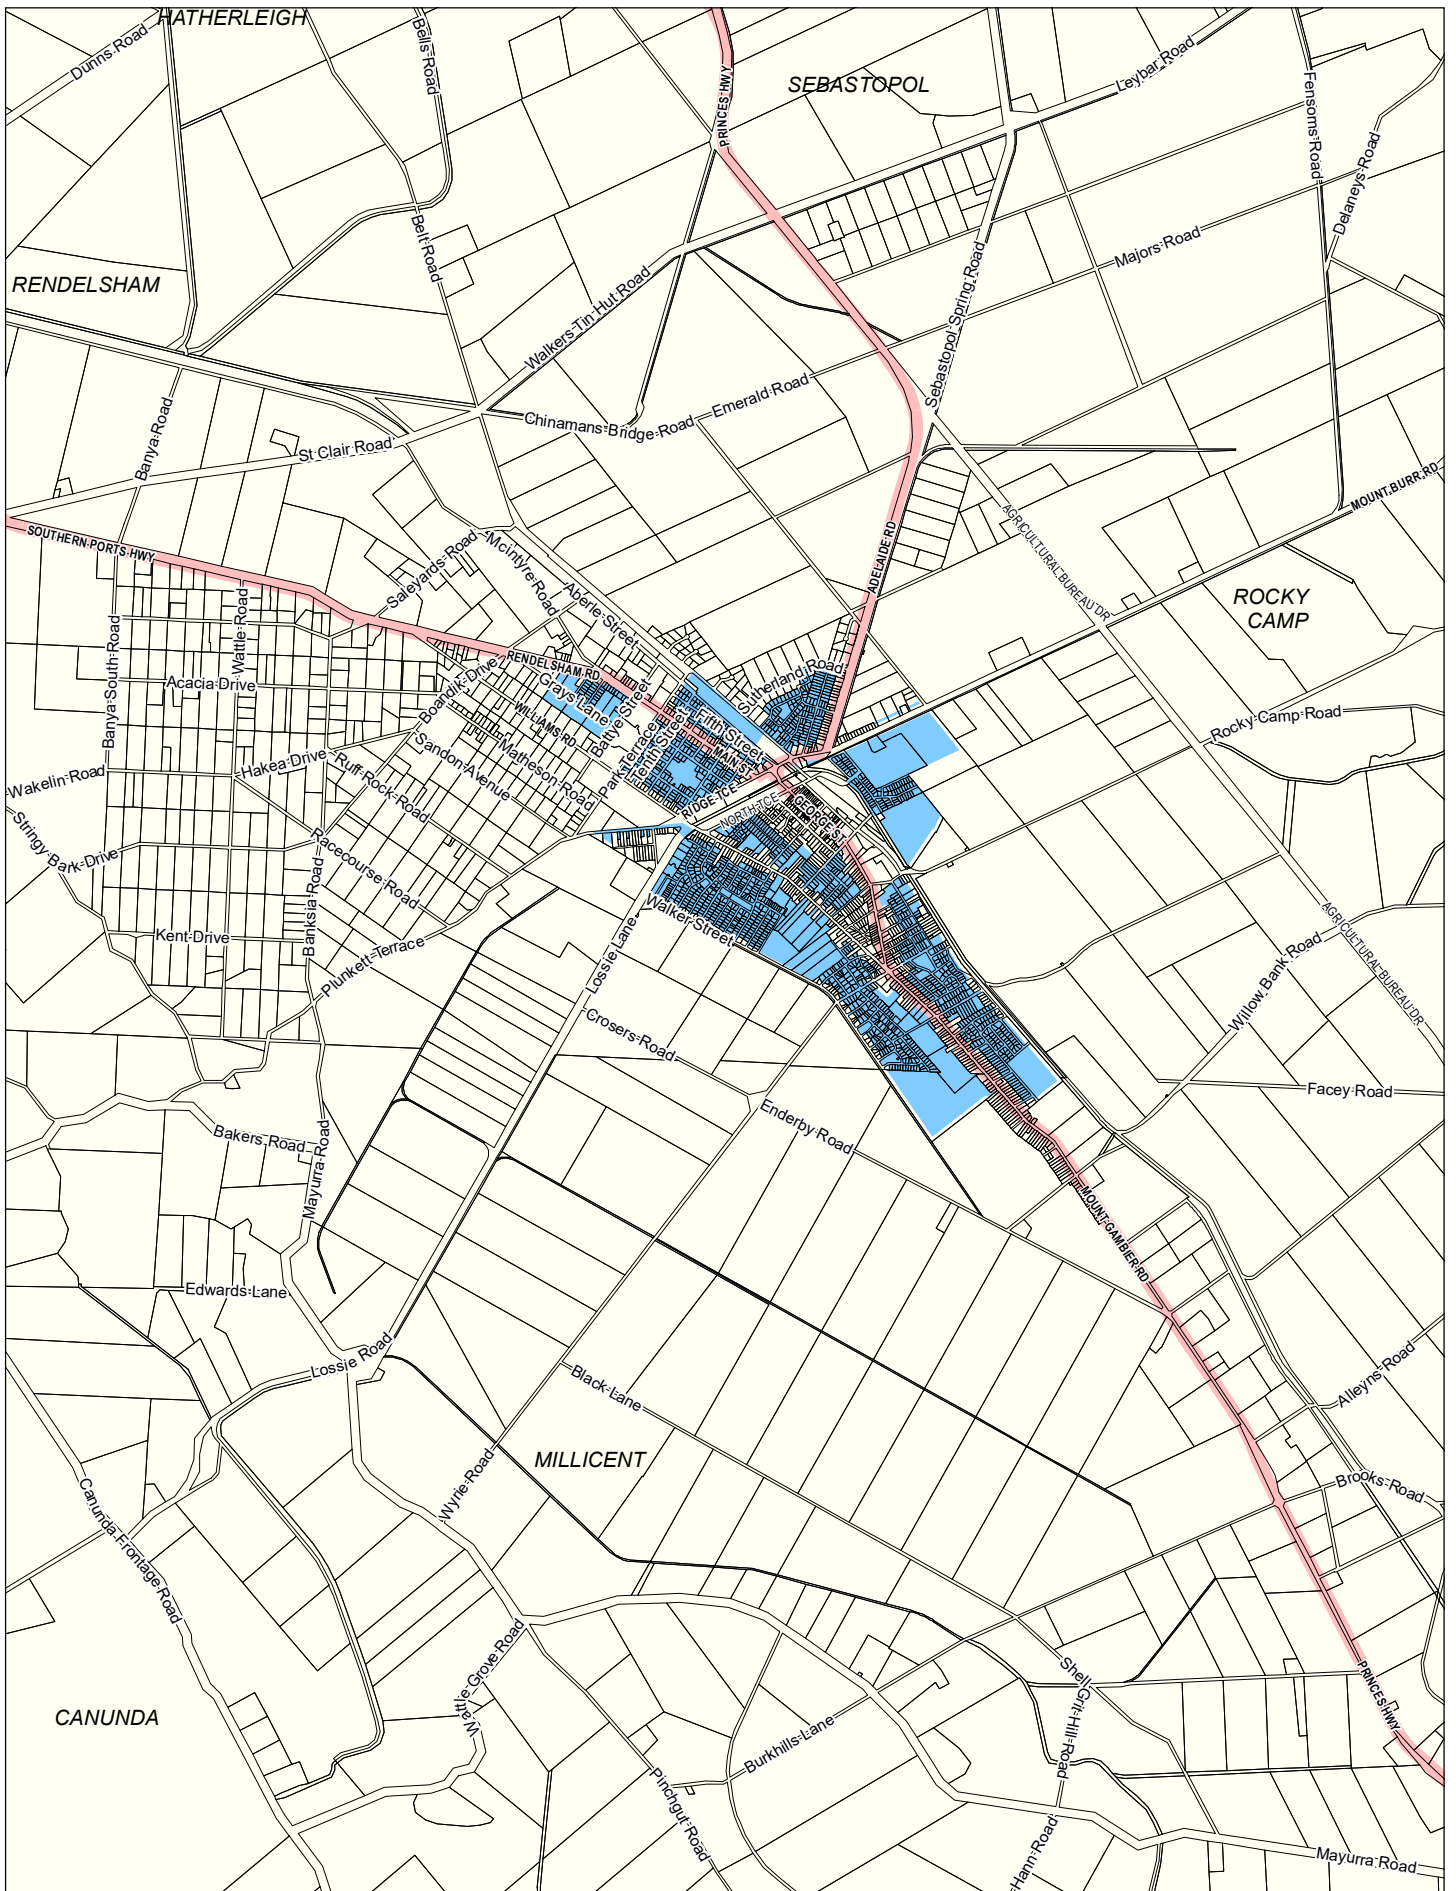 HATHERLEIGH
Dunns Road
Bells Road
PRINCES HWY
SEBASTOPOL
Leybar Road
Fensoms Road
Delaneys Road
Belt Road
Majors Road
RENDELSHAM
Walkers Tin Hut Road
Sebastopol Spring Road
Emerald Road
Chinamans Bridge Road
Banya Road
St Clair Road
MOUNT BURR RD
SOUTHERN PORTS HWY
Saleyards Road
McIntyre Road
Aberle Street
ADELAIDE RD
AGRICULTURAL BUREAU DR
ROCKY
CAMP
Wattle Road
Banya South Road
Acacia Drive
Boandik Drive
RENDELSHAM RD
Grays Lane
WILLIAMS RD
Battye Street
Sutherland Road
Fifth Street
MAIN ST
Park Terrace
Tenth Street
Rocky Camp Road
Wakelin Road
Hakea Drive
Ruff Rock Road
Sandon Avenue
Matheson Road
RIDGE TCE
NORTH TCE
GEORGE ST
Stringy Bark Drive
Racecourse Road
Banksia Road
Walker Street
Kent Drive
Plunkett Terrace
Lossie Lane
Willow Bank Road
AGRICULTURAL BUREAU DR
Crosers Road
Facey Road
Enderby Road
Bakers Road
Mayurra Road
MOUNT GAMBIER RD
Edwards Lane
Lossie Road
Black Lane
Alleyns Road
MILLICENT
Wyrie Road
Brooks Road
Canunda Frontage Road
Wattle Grove Road
Shell Grit Hill Road
PRINCES HWY
CANUNDA
Burkhills Lane
Pinchgut Road
Hann Road
Mayurra Road